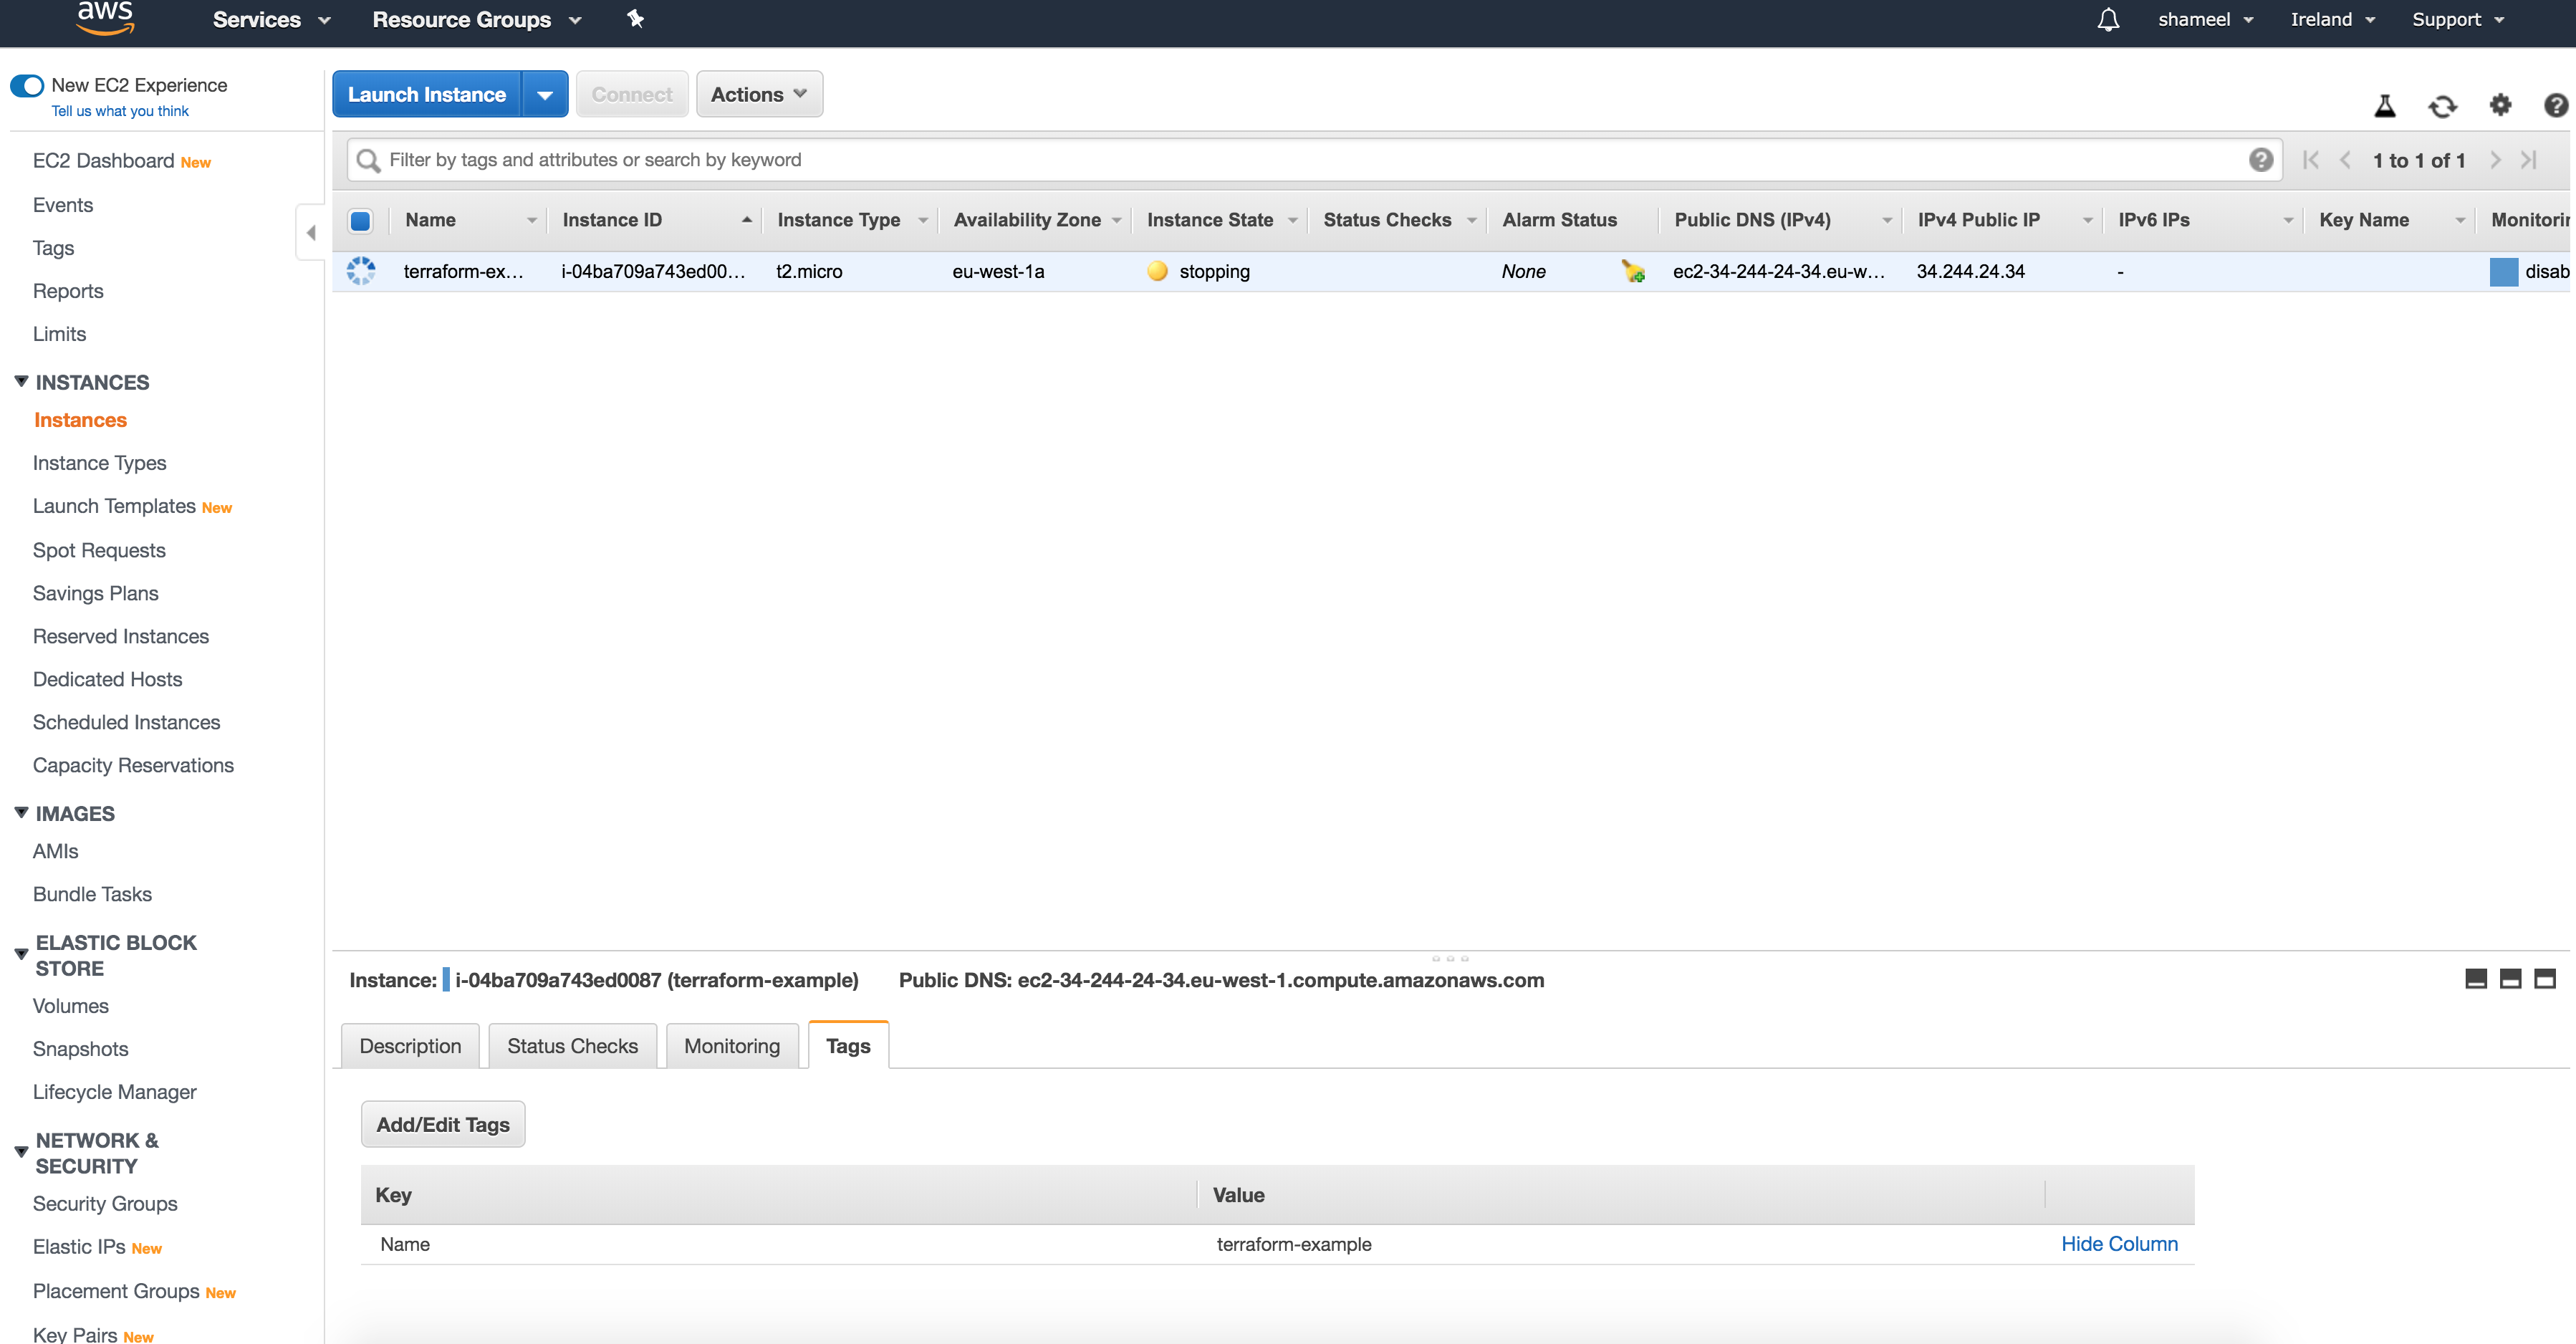 aws
Services
Resource Groups
shameel
Ireland
Support
New EC2 Experience
Tell us what you think
EC2 Dashboard New
Events
Tags
Reports
Limits
INSTANCES
Instances
Instance Types
Launch Templates New
Spot Requests
Savings Plans
Reserved Instances
Dedicated Hosts
Scheduled Instances
Capacity Reservations
IMAGES
AMIs
Bundle Tasks
ELASTIC BLOCK
STORE
Volumes
Snapshots
Lifecycle Manager
NETWORK &
SECURITY
Security Groups
Elastic IPs New
Placement Groups New
Key Pairs New
Launch Instance
Connect
Actions
Filter by tags and attributes or search by keyword
1 to 1 of 1
Name Instance ID Instance Type Availability Zone Instance State Status Checks Alarm Status Public DNS (IPv4) IPv4 Public IP IPv6 IPs Key Name Monitorin
terraform-ex... i-04ba709a743ed00... t2.micro eu-west-1a stopping None ec2-34-244-24-34.eu-w... 34.244.24.34 - disab
Instance: i-04ba709a743ed0087 (terraform-example) Public DNS: ec2-34-244-24-34.eu-west-1.compute.amazonaws.com
Description Status Checks Monitoring Tags
Add/Edit Tags
Key Value
Name terraform-example Hide Column